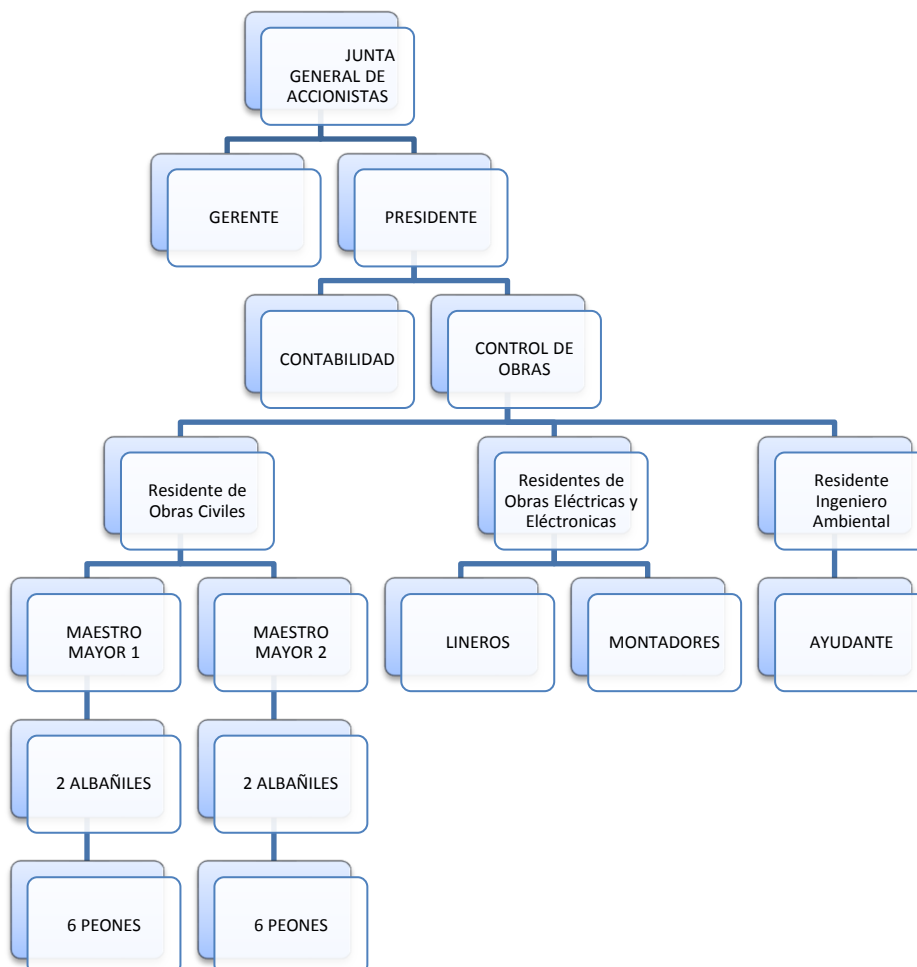 JUNTA
GENERAL DE
ACCIONISTAS
GERENTE
PRESIDENTE
CONTABILIDAD
CONTROL DE
OBRAS
Residente de
Obras Civiles
Residentes de
Obras Eléctricas y
Eléctronicas
Residente
Ingeniero
Ambiental
MAESTRO
MAYOR 1
MAESTRO
MAYOR 2
LINEROS
MONTADORES
AYUDANTE
2 ALBAÑILES
2 ALBAÑILES
6 PEONES
6 PEONES